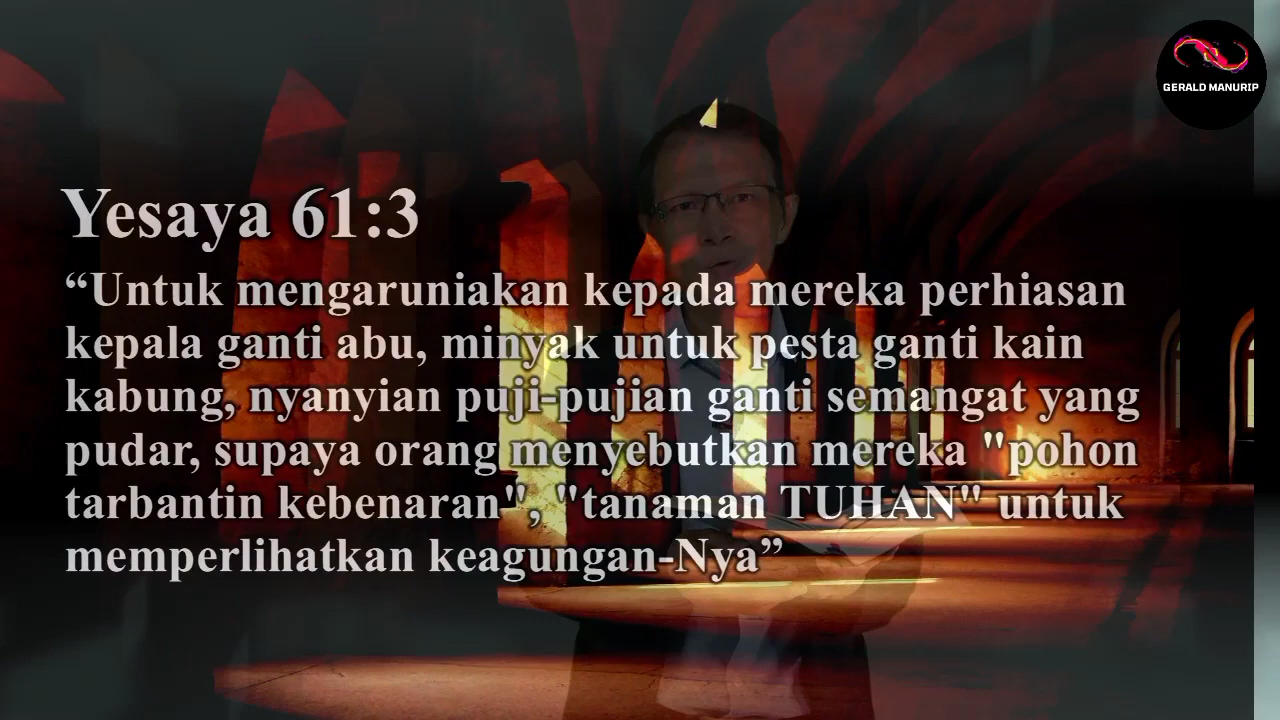 GERALD MANURIP
Yesaya 61:3
“Untuk mengaruniakan kepada mereka perhiasan
kepala ganti abu, minyak untuk pesta ganti kain
kabung, nyanyian puji-pujian ganti semangat yang
pudar, supaya orang menyebutkan mereka "pohon
tarbantin kebenaran", "tanaman TUHAN" untuk
memperlihatkan keagungan-Nya”